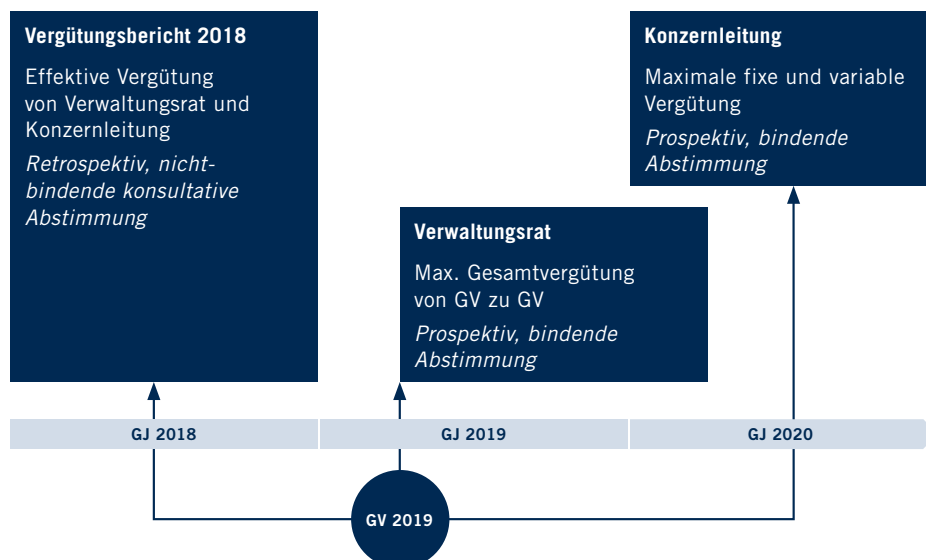 Vergütungsbericht 2018
Effektive Vergütung
von Verwaltungsrat und
Konzernleitung
Retrospektiv, nicht-
bindende konsultative
Abstimmung
Konzernleitung
Maximale fixe und variable
Vergütung
Prospektiv, bindende
Abstimmung
Verwaltungsrat
Max. Gesamtvergütung
von GV zu GV
Prospektiv, bindende
Abstimmung
GJ 2018
GJ 2019
GJ 2020
GV 2019